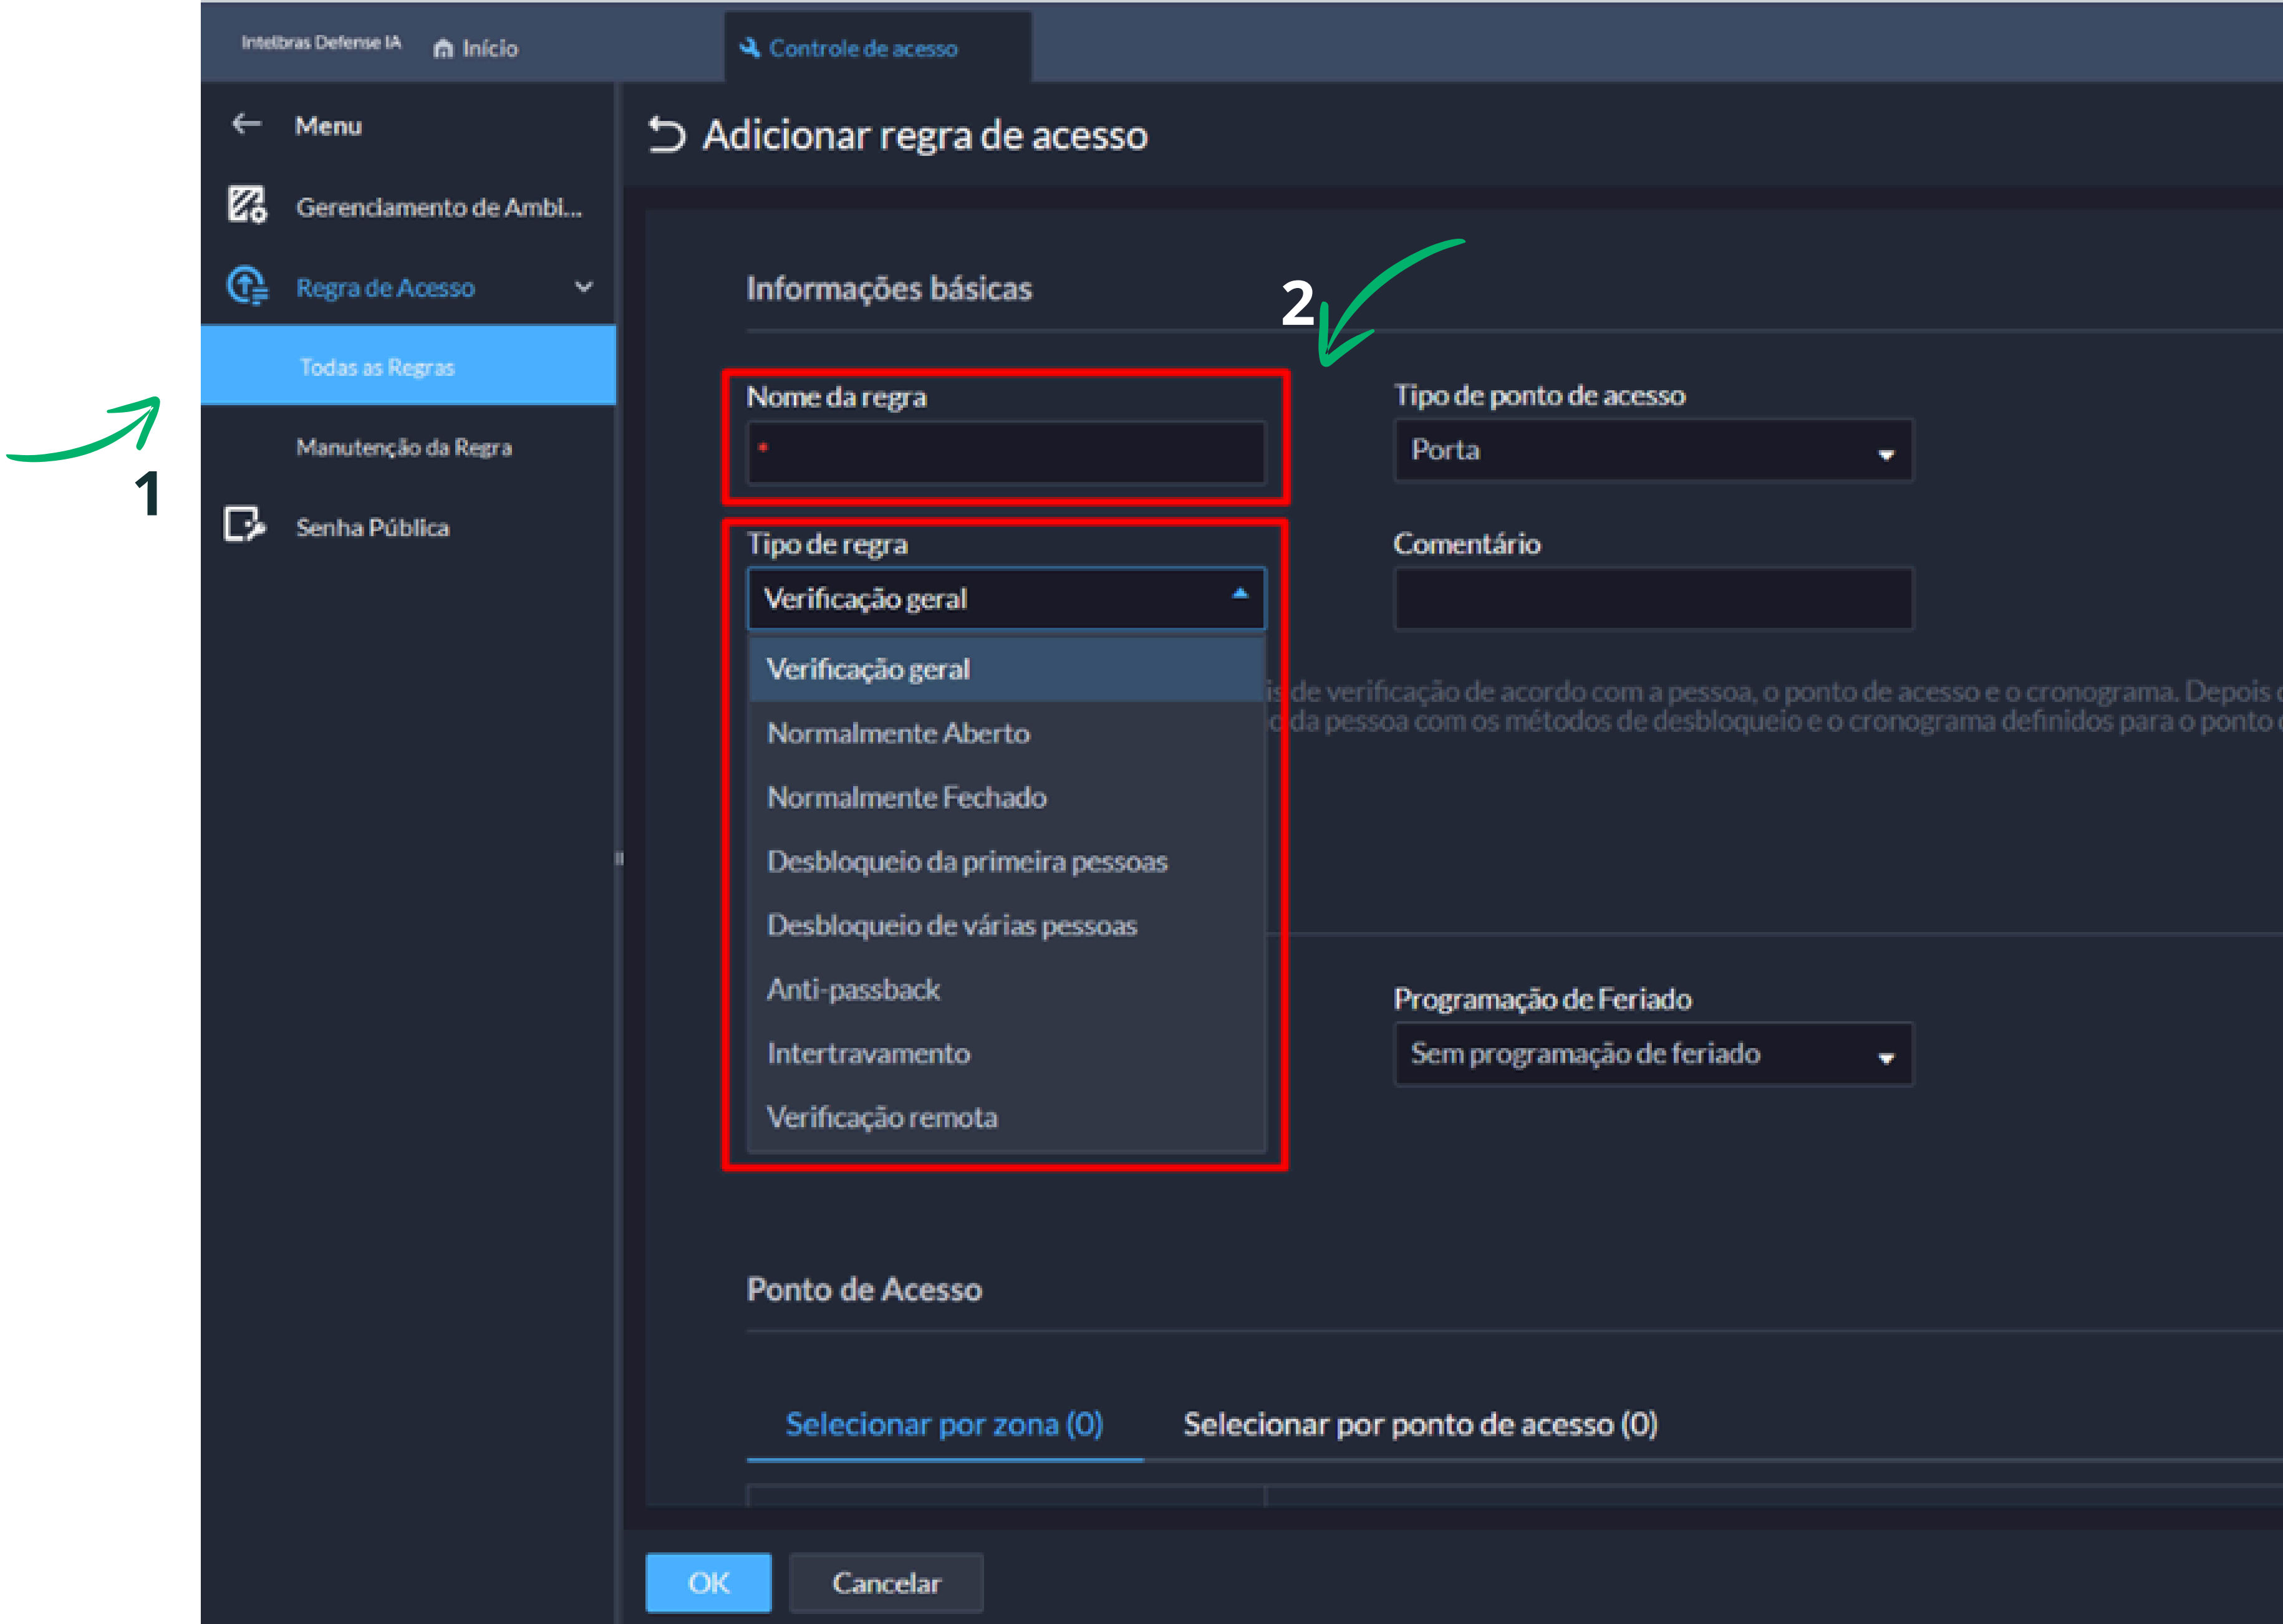 Intelbras Defense IA
Início
Controle de acesso
Menu
Adicionar regra de acesso
Gerenciamento de Ambi...
Regra de Acesso
Informações básicas
2
Todas as Regras
1
Nome da regra
Tipo de ponto de acesso
*
Porta
Manutenção da Regra
Senha Pública
Tipo de regra
Comentário
Verificação geral
Verificação geral
is de verificação de acordo com a pessoa, o ponto de acesso e o cronograma. Depois
da pessoa com os métodos de desbloqueio e o cronograma definidos para o ponto
Normalmente Aberto
Normalmente Fechado
Desbloqueio da primeira pessoas
Desbloqueio de várias pessoas
Anti-passback
Programação de Feriado
Intertravamento
Sem programação de feriado
Verificação remota
Ponto de Acesso
Selecionar por zona (0)
Selecionar por ponto de acesso (0)
OK
Cancelar